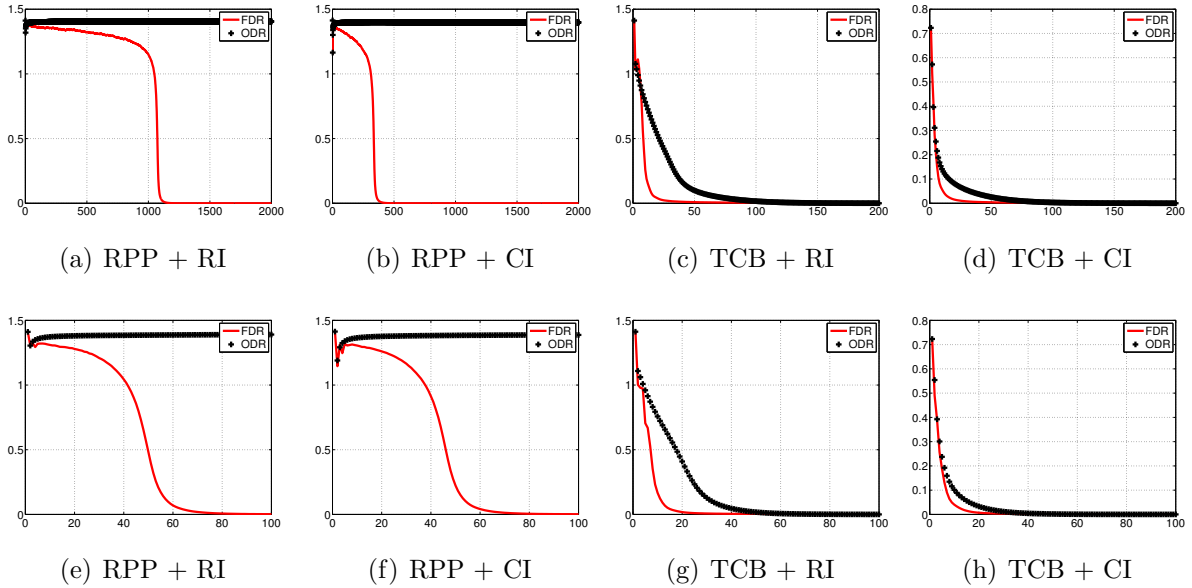 1.5
1
0.5
0
0 500 1000 1500 2000
FDR
ODR
(a) RPP + RI
1.5
1
0.5
0
0 500 1000 1500 2000
FDR
ODR
(b) RPP + CI
1.5
1
0.5
0
0 50 100 150 200
FDR
ODR
(c) TCB + RI
0.8
0.7
0.6
0.5
0.4
0.3
0.2
0.1
0
0 50 100 150 200
FDR
ODR
(d) TCB + CI
1.5
1
0.5
0
0 20 40 60 80 100
FDR
ODR
(e) RPP + RI
1.5
1
0.5
0
0 20 40 60 80 100
FDR
ODR
(f) RPP + CI
1.5
1
0.5
0
0 20 40 60 80 100
FDR
ODR
(g) TCB + RI
0.8
0.7
0.6
0.5
0.4
0.3
0.2
0.1
0
0 20 40 60 80 100
FDR
ODR
(h) TCB + CI